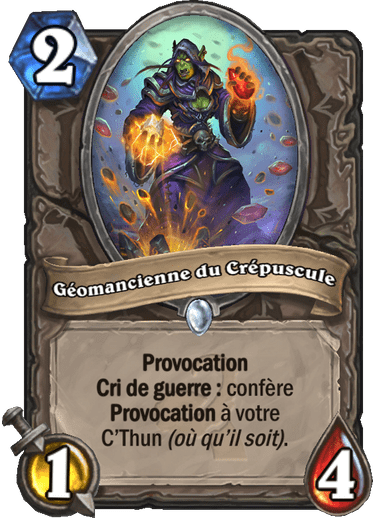 2
Géomancienne du Crépuscule
Provocation
Cri de guerre : confère
Provocation à votre
C'Thun (où qu'il soit).
1
4